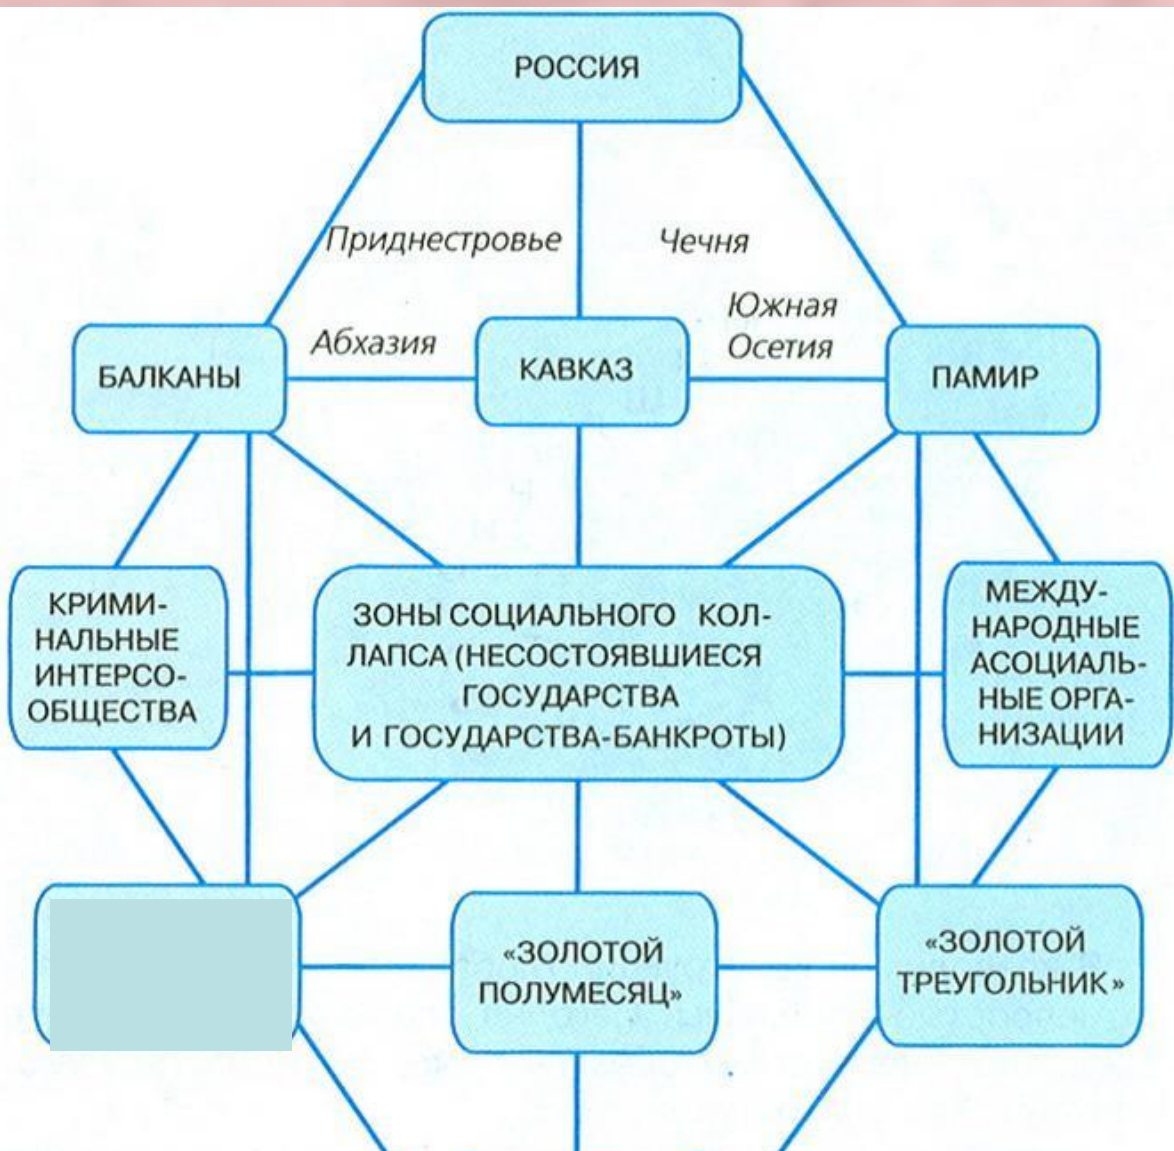 РОССИЯ
Приднестровье
Чечня
Южная
Осетия
Абхазия
БАЛКАНЫ
КАВКАЗ
ПАМИР
КРИМИ-
НАЛЬНЫЕ
ИНТЕРСО-
ОБЩЕСТВА
ЗОНЫ СОЦИАЛЬНОГО КОЛ-
ЛАПСА (НЕСОСТОЯВШИЕСЯ
ГОСУДАРСТВА
И ГОСУДАРСТВА-БАНКРОТЫ)
МЕЖДУ-
НАРОДНЫЕ
АСОЦИАЛЬ-
НЫЕ ОРГА-
НИЗАЦИИ
«ЗОЛОТОЙ
ПОЛУМЕСЯЦ»
«ЗОЛОТОЙ
ТРЕУГОЛЬНИК»